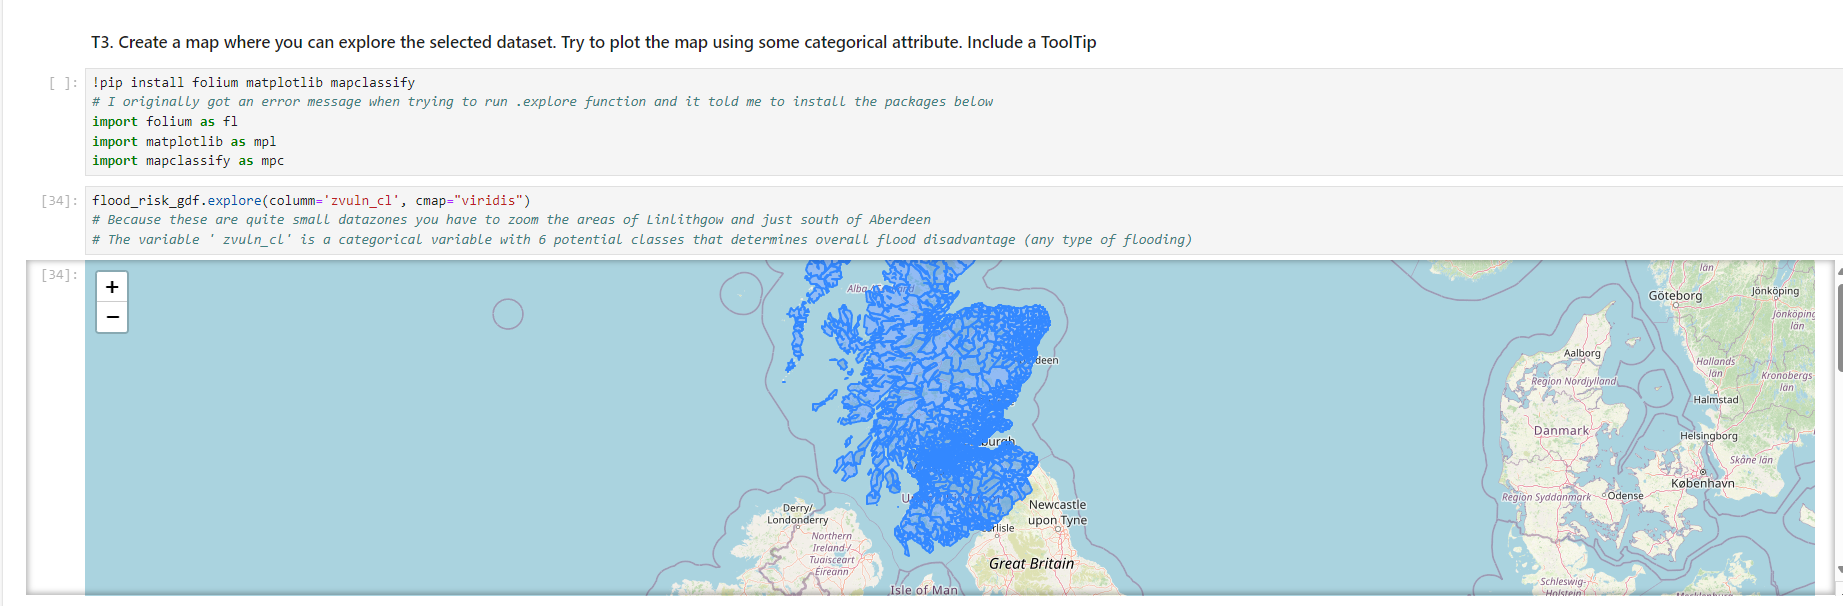 T3. Create a map where you can explore the selected dataset. Try to plot the map using some categorical attribute. Include a ToolTip
[ ]:
!pip install folium matplotlib mapclassify
# I originally got an error message when trying to run .explore function and it told me to install the packages below
import folium as fl
import matplotlib as mpl
import mapclassify as mpc
[34]:
flood_risk_gdf.explore(columm='zvuln_cl', cmap="viridis")
# Because these are quite small datazones you have to zoom the areas of Linlithgow and just south of Aberdeen
# The variable ' zvuln_cl' is a categorical variable with 6 potential classes that determines overall flood disadvantage (any type of flooding)
[34]:
+
−
Alba
deen
burgh
rlisle
Newcastle
upon Tyne
Derry/
Londonderry
Northern
Ireland /
Tuaisceart
Éireann
Great Britain
Isle of Man
län
Göteborg
Jönköping
Jönköping
län
Aalborg
Region Nordjylland
Hallands
län
Kronobergs
län
Halmstad
Danmark
Helsingborg
Skåne län
København
Region Syddanmark
Odense
Schleswig-
Holstein